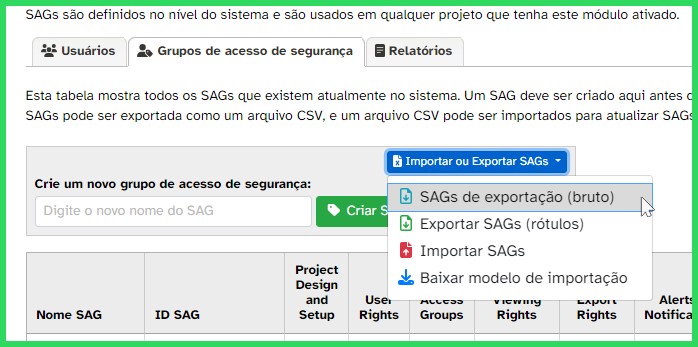 SAGs são definidos no nível do sistema e são usados em qualquer projeto que tenha este módulo ativado.
Usuários
Grupos de acesso de segurança
Relatórios
Esta tabela mostra todos os SAGs que existem atualmente no sistema. Um SAG deve ser criado aqui antes
SAGs pode ser exportada como um arquivo CSV, e um arquivo CSV pode ser importados para atualizar SAGs
Importar ou Exportar SAGs
Crie um novo grupo de acesso de segurança:
Digite o novo nome do SAG
Criar
SAGs de exportação (bruto)
Exportar SAGs (rótulos)
Importar SAGs
Baixar modelo de importação
Nome SAG
ID SAG
Project
Design
and
Setup
User
Rights
Access
Groups
Viewing
Rights
Export
Rights
Alerts